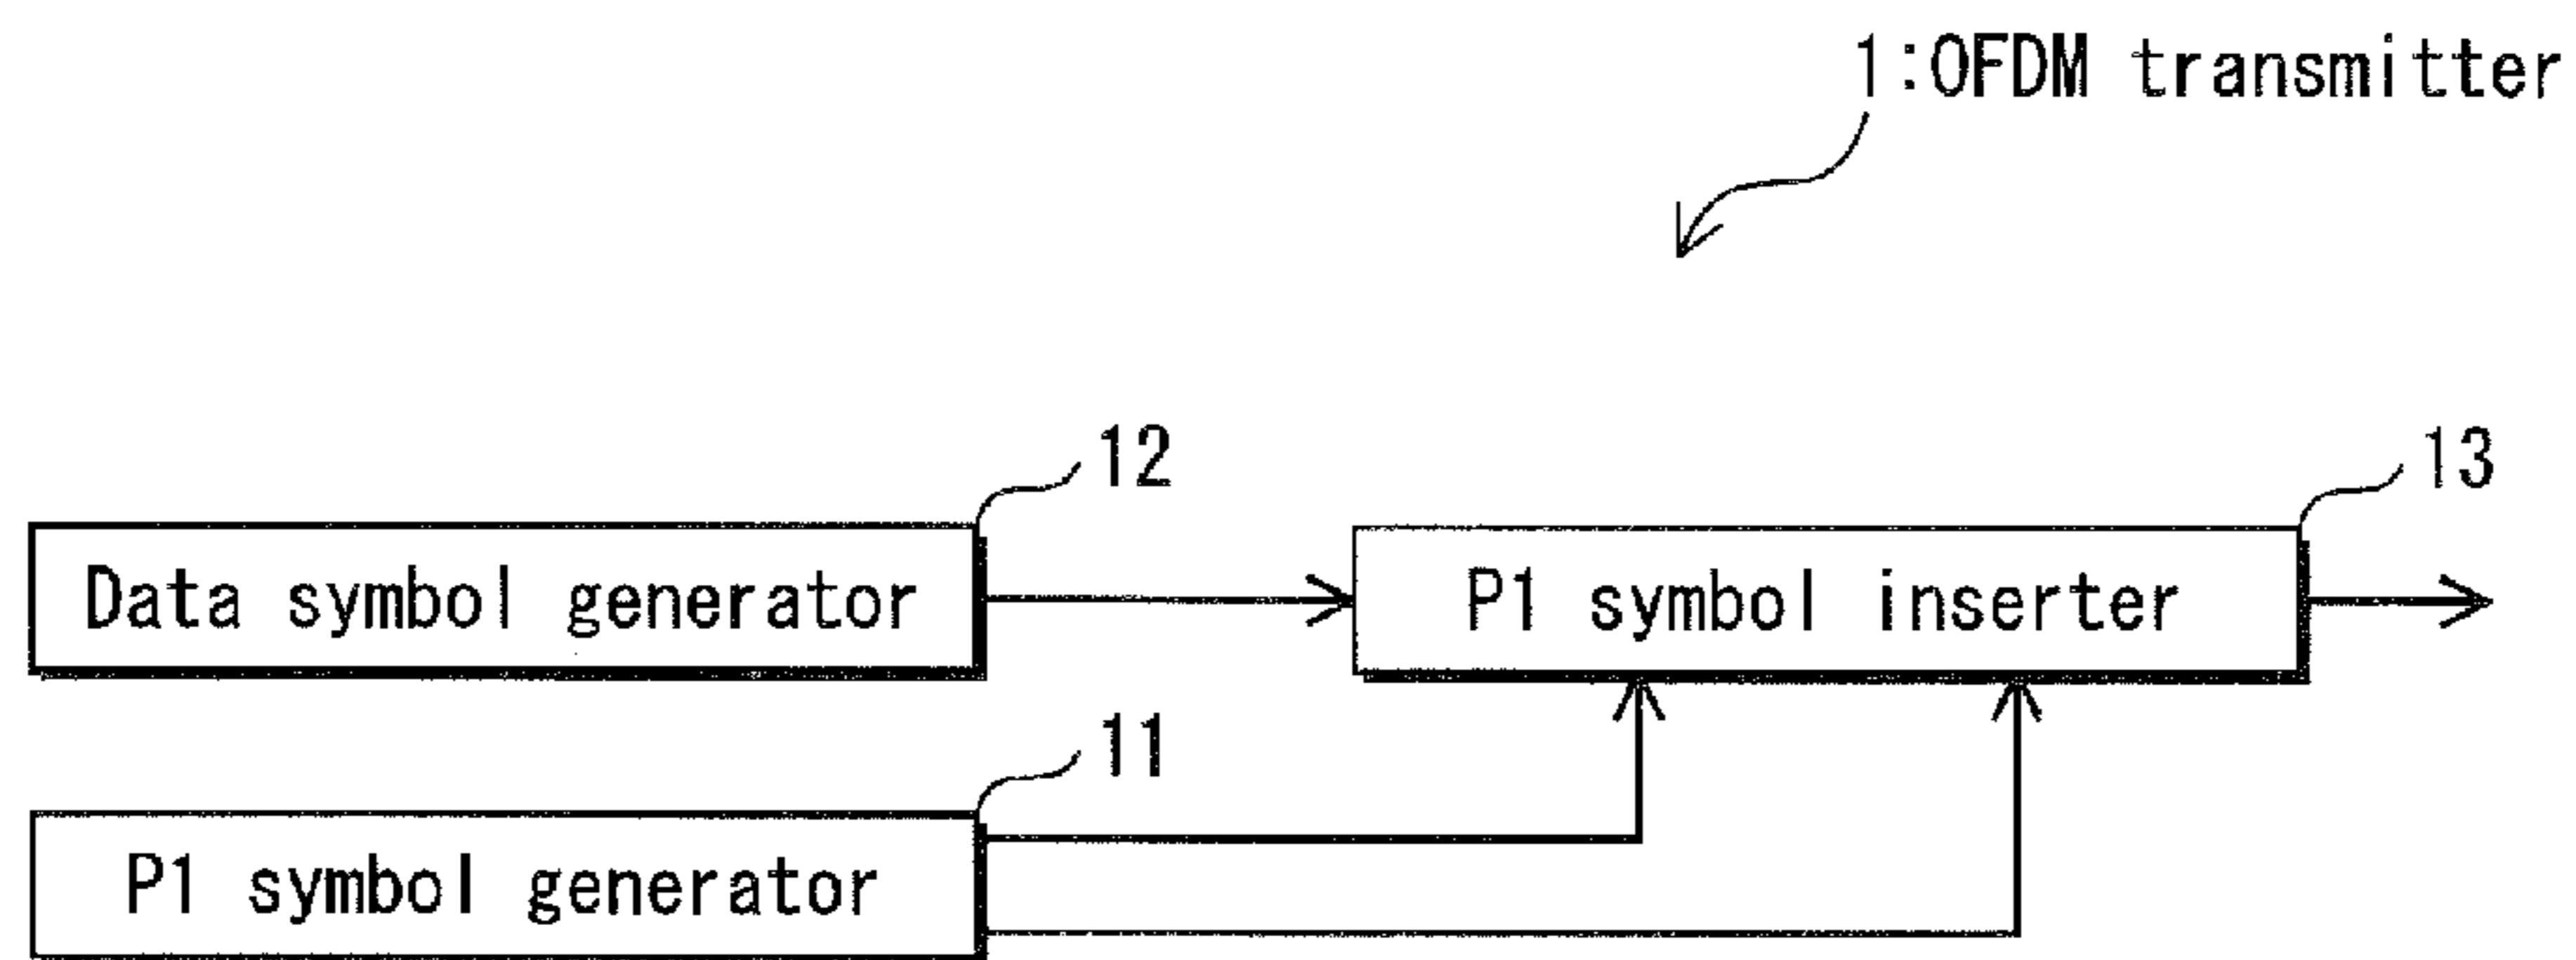 1:OFDM transmitter
12
13
Data symbol generator
P1 symbol inserter
11
P1 symbol generator